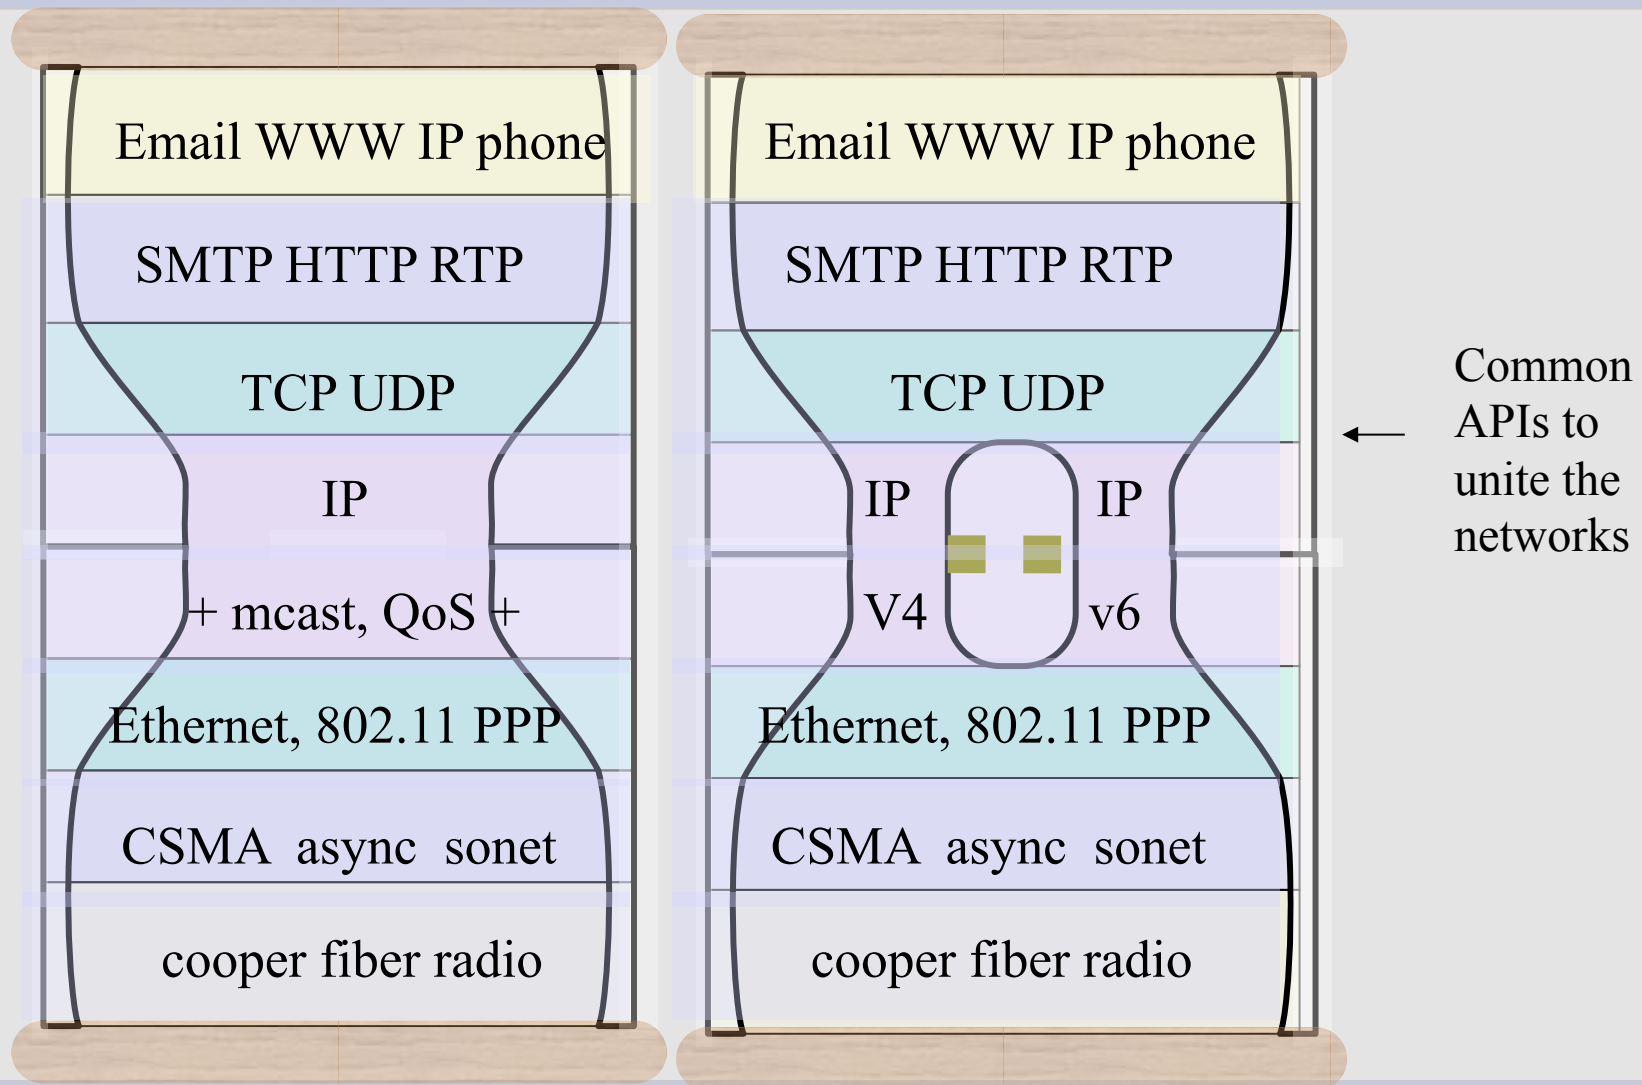 Email WWW IP phone
SMTP HTTP RTP
TCP UDP
IP
+ mcast, QoS +
Ethernet, 802.11 PPP
CSMA async sonet
cooper fiber radio
Email WWW IP phone
SMTP HTTP RTP
TCP UDP
IP IP
V4 v6
Ethernet, 802.11 PPP
CSMA async sonet
cooper fiber radio
Common
APIs to
unite the
networks